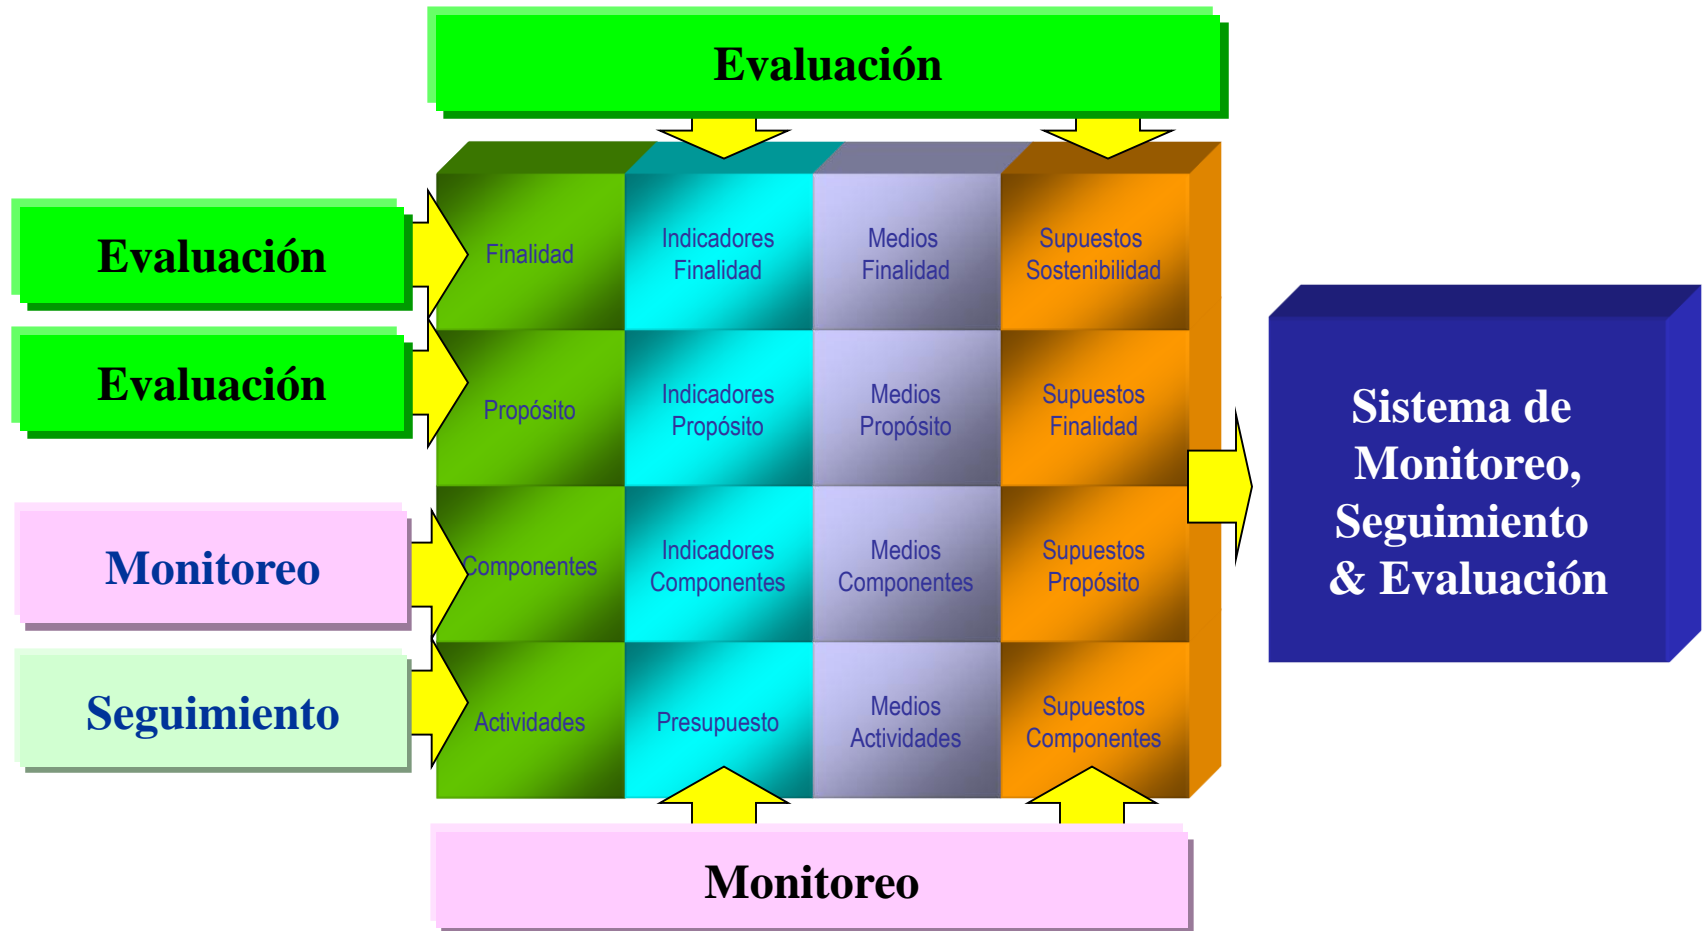 Evaluación
Evaluación
Finalidad
Indicadores
Finalidad
Medios
Finalidad
Supuestos
Sostenibilidad
Evaluación
Propósito
Indicadores
Propósito
Medios
Propósito
Supuestos
Finalidad
Monitoreo
Componentes
Indicadores
Componentes
Medios
Componentes
Supuestos
Propósito
Seguimiento
Actividades
Presupuesto
Medios
Actividades
Supuestos
Componentes
Monitoreo
Sistema de
Monitoreo,
Seguimiento
& Evaluación